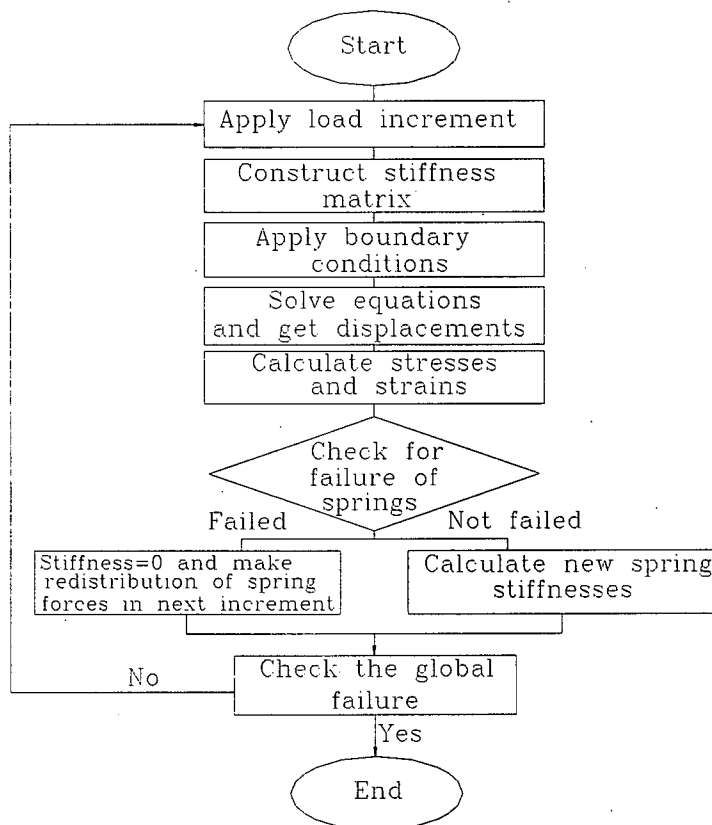 Start
Apply load increment
Construct stiffness
matrix
Apply boundary
conditions
Solve equations
and get displacements
Calculate stresses
and strains
Check for
failure of
springs
Failed
Not failed
Stiffness=0 and make
redistribution of spring
forces in next increment
Calculate new spring
stiffnesses
No
Check the global
failure
Yes
End